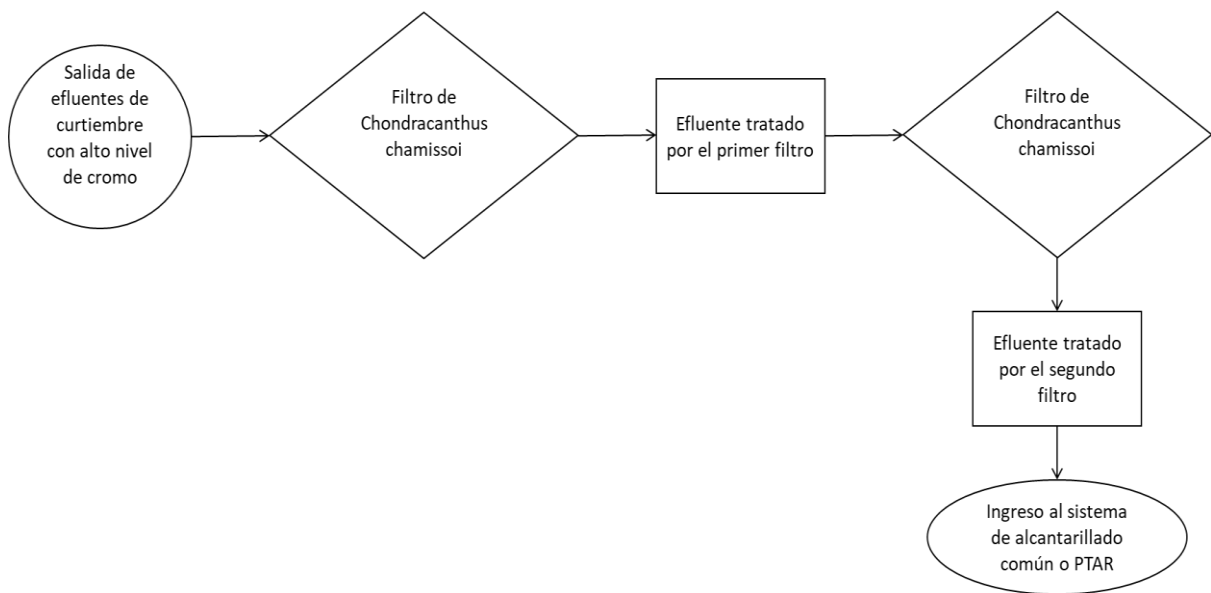 Salida de
efluentes de
curtiembre
con alto nivel
de cromo
Filtro de
Chondracanthus
chamissoi
Efluente tratado
por el primer filtro
Filtro de
Chondracanthus
chamissoi
Efluente tratado
por el segundo
filtro
Ingreso al sistema
de alcantarillado
común o PTAR